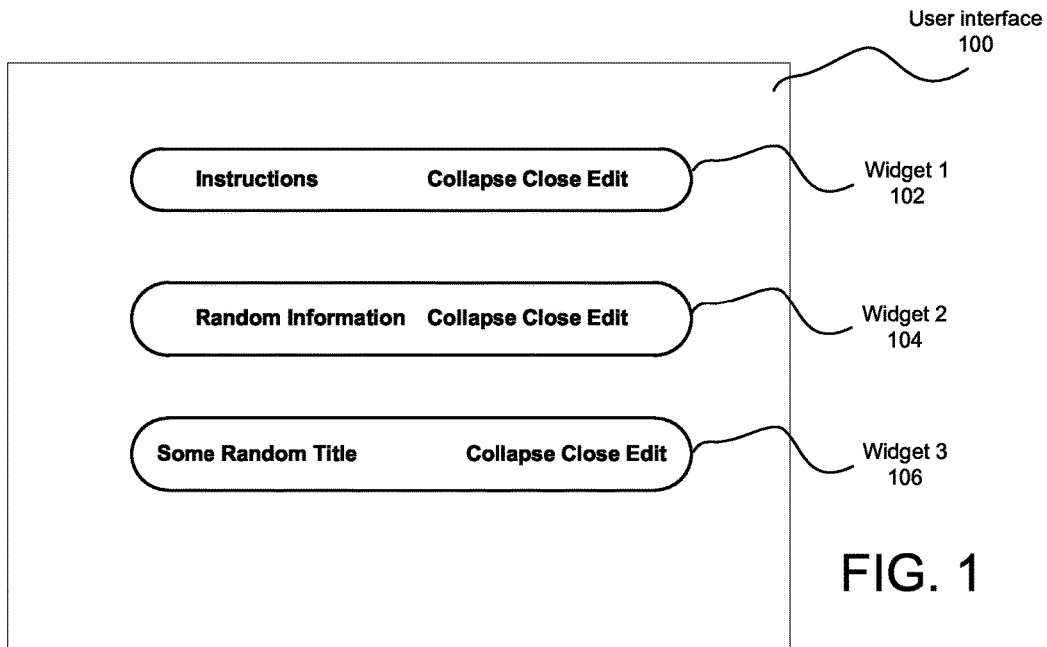 User interface
100
Instructions Collapse Close Edit
Widget 1
102
Random Information Collapse Close Edit
Widget 2
104
Some Random Title Collapse Close Edit
Widget 3
106
FIG. 1